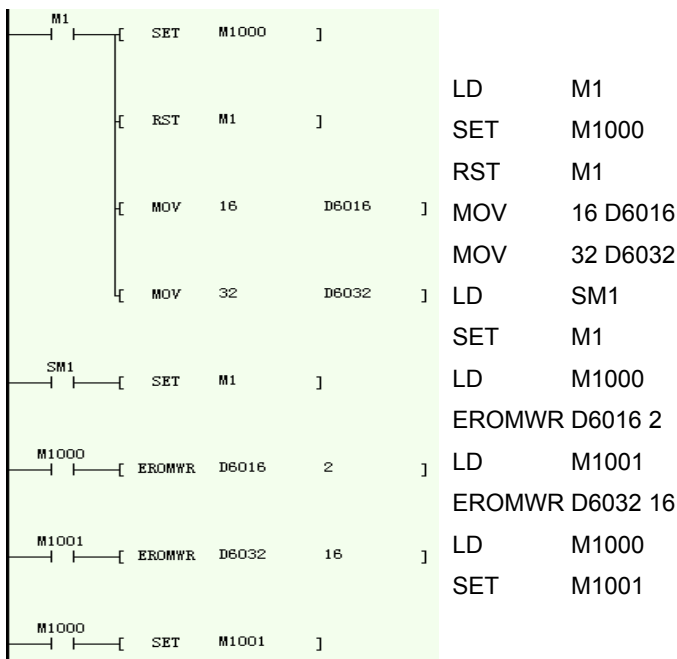 M1
[ SET M1000 ]
[ RST M1 ]
[ MOV 16 D6016 ]
[ MOV 32 D6032 ]
SM1
[ SET M1 ]
M1000
[ EROMWR D6016 2 ]
M1001
[ EROMWR D6032 16 ]
M1000
[ SET M1001 ]
LD M1
SET M1000
RST M1
MOV 16 D6016
MOV 32 D6032
LD SM1
SET M1
LD M1000
EROMWR D6016 2
LD M1001
EROMWR D6032 16
LD M1000
SET M1001